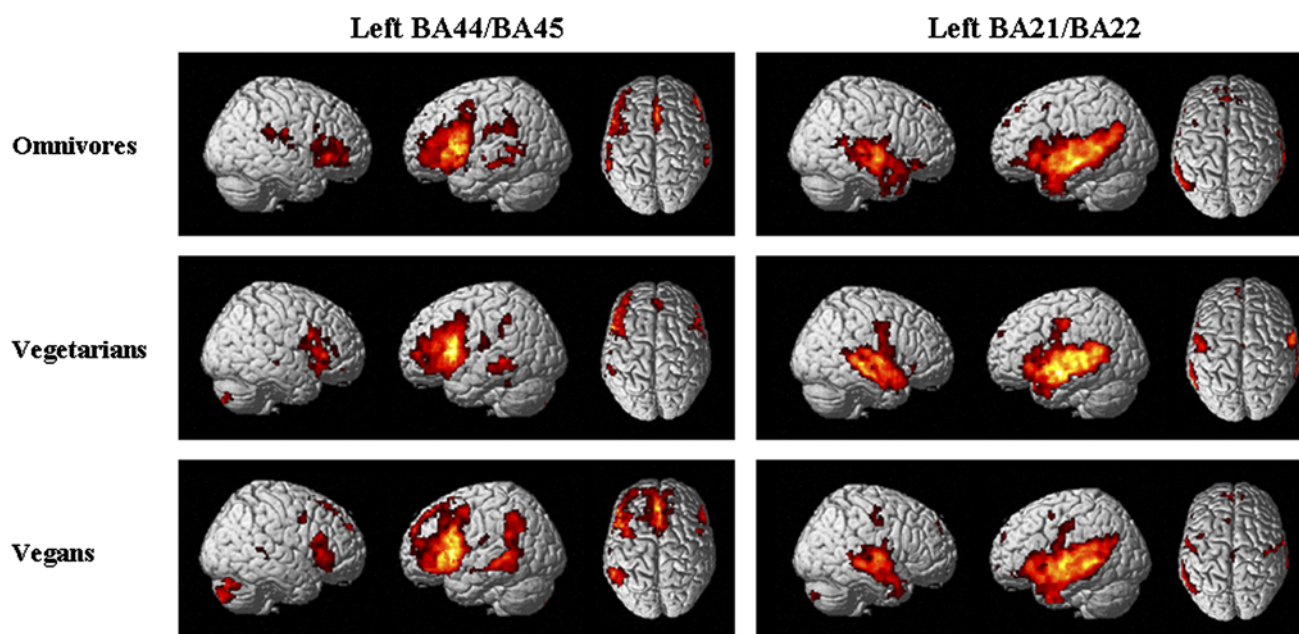 Left BA44/BA45
Left BA21/BA22
Omnivores
Vegetarians
Vegans